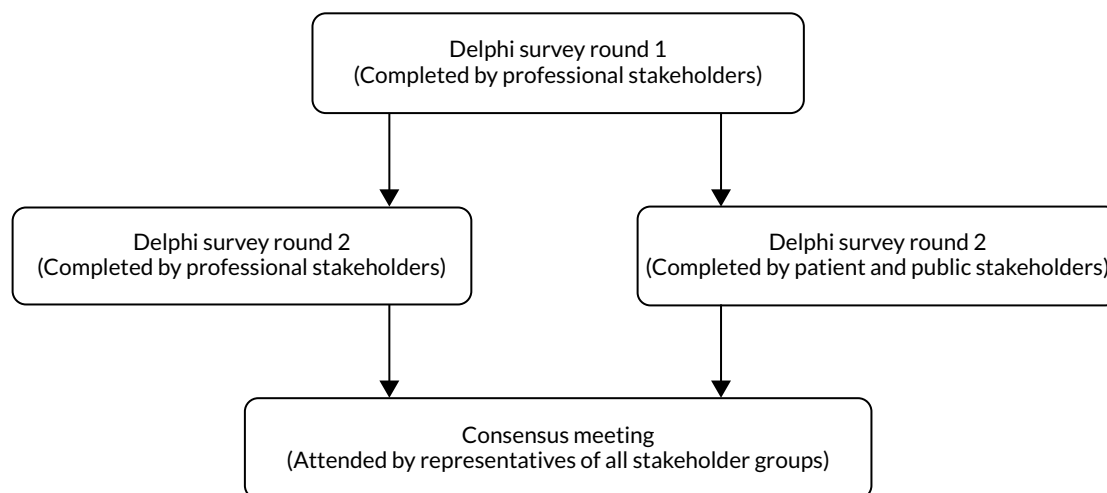 Delphi survey round 1
(Completed by professional stakeholders)
Delphi survey round 2
(Completed by professional stakeholders)
Delphi survey round 2
(Completed by patient and public stakeholders)
Consensus meeting
(Attended by representatives of all stakeholder groups)